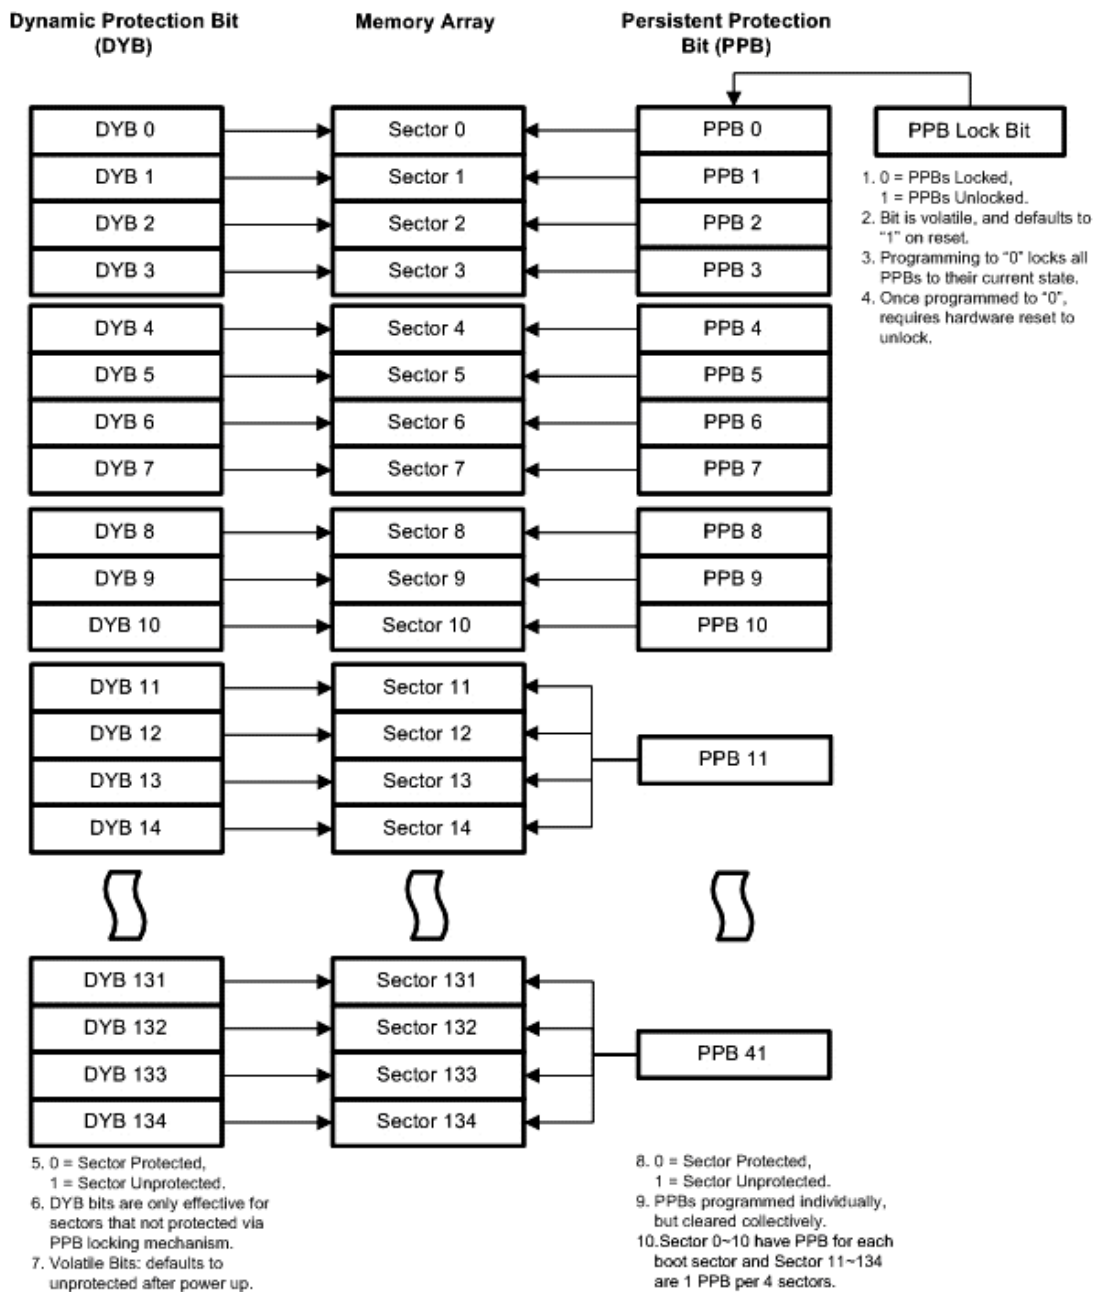 Dynamic Protection Bit
(DYB)
Memory Array
Persistent Protection
Bit (PPB)
DYB 0
Sector 0
PPB 0
PPB Lock Bit
DYB 1
Sector 1
PPB 1
DYB 2
Sector 2
PPB 2
DYB 3
Sector 3
PPB 3
1. 0 = PPBs Locked,
1 = PPBs Unlocked.
2. Bit is volatile, and defaults to
"1" on reset.
3. Programming to "0" locks all
PPBs to their current state.
4. Once programmed to "0",
requires hardware reset to
unlock.
DYB 4
Sector 4
PPB 4
DYB 5
Sector 5
PPB 5
DYB 6
Sector 6
PPB 6
DYB 7
Sector 7
PPB 7
DYB 8
Sector 8
PPB 8
DYB 9
Sector 9
PPB 9
DYB 10
Sector 10
PPB 10
DYB 11
Sector 11
DYB 12
Sector 12
PPB 11
DYB 13
Sector 13
DYB 14
Sector 14
DYB 131
Sector 131
DYB 132
Sector 132
PPB 41
DYB 133
Sector 133
DYB 134
Sector 134
5. 0 = Sector Protected,
1 = Sector Unprotected.
6. DYB bits are only effective for
sectors that not protected via
PPB locking mechanism.
7. Volatile Bits: defaults to
unprotected after power up.
8. 0 = Sector Protected,
1 = Sector Unprotected.
9. PPBs programmed individually,
but cleared collectively.
10.Sector 0~10 have PPB for each
boot sector and Sector 11~134
are 1 PPB per 4 sectors.